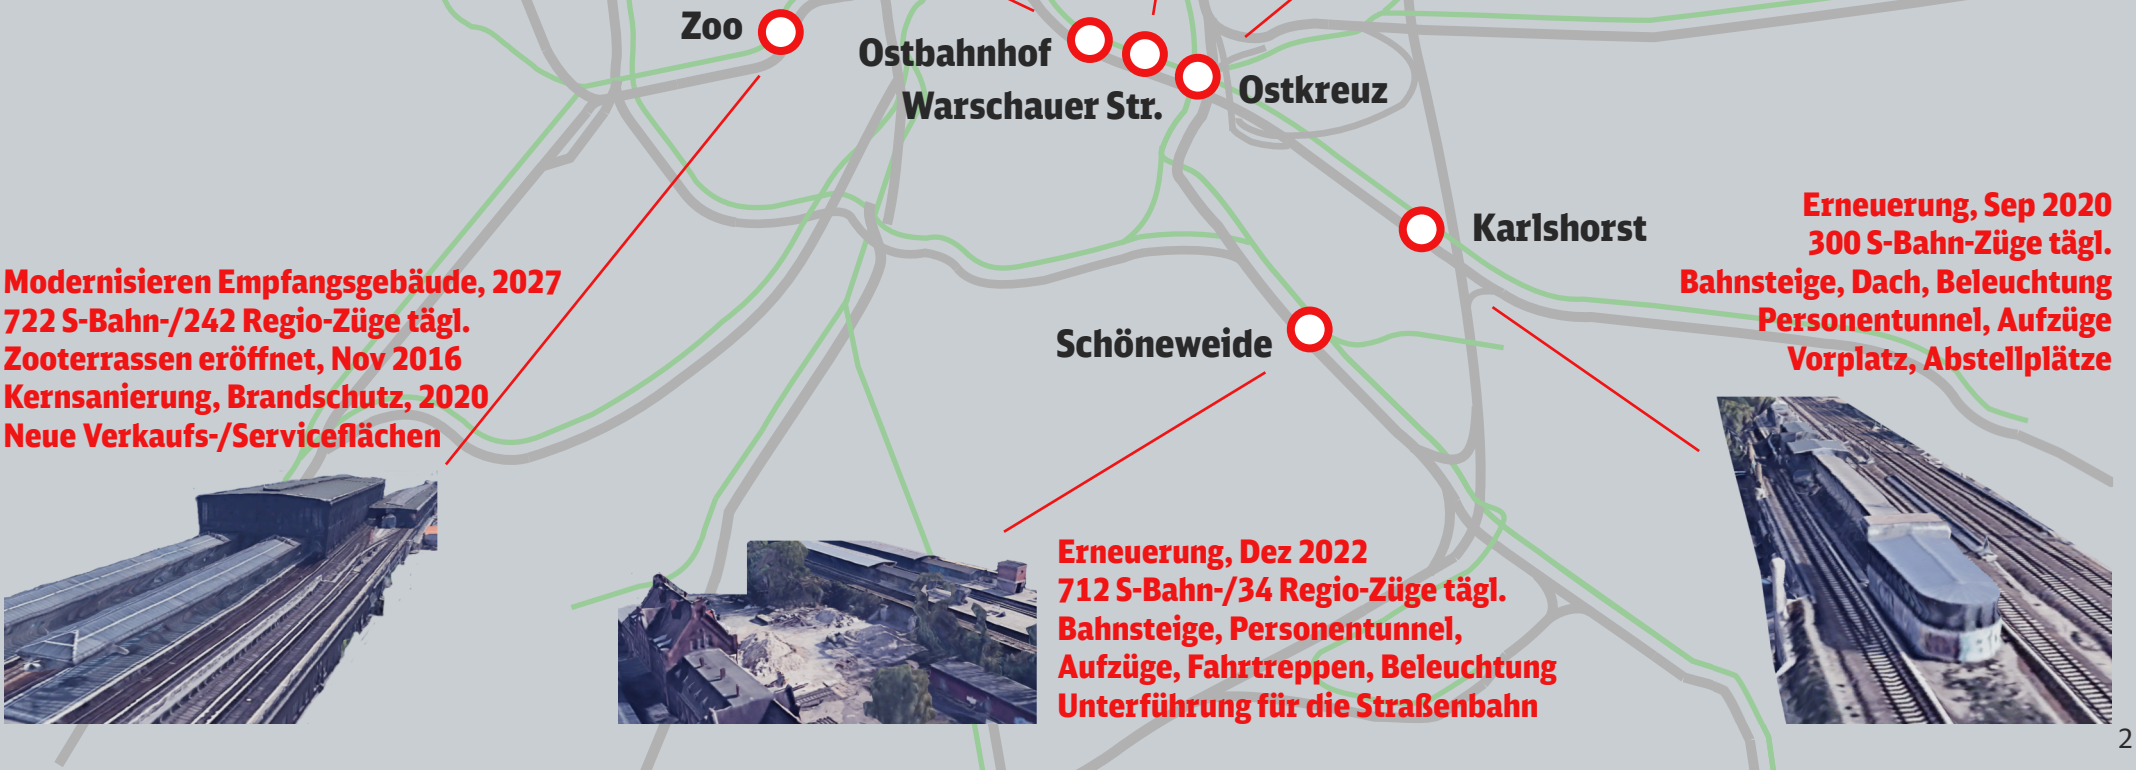 Zoo
Ostbahnhof
Warschauer Str.
Ostkreuz
Karlshorst
Schöneweide
Erneuerung, Sep 2020
300 S-Bahn-Züge tägl.
Bahnsteige, Dach, Beleuchtung
Personentunnel, Aufzüge
Vorplatz, Abstellplätze
Modernisieren Empfangsgebäude, 2027
722 S-Bahn-/242 Regio-Züge tägl.
Zooterrassen eröffnet, Nov 2016
Kernsanierung, Brandschutz, 2020
Neue Verkaufs-/Serviceflächen
Erneuerung, Dez 2022
712 S-Bahn-/34 Regio-Züge tägl.
Bahnsteige, Personentunnel,
Aufzüge, Fahrtreppen, Beleuchtung
Unterführung für die Straßenbahn
2